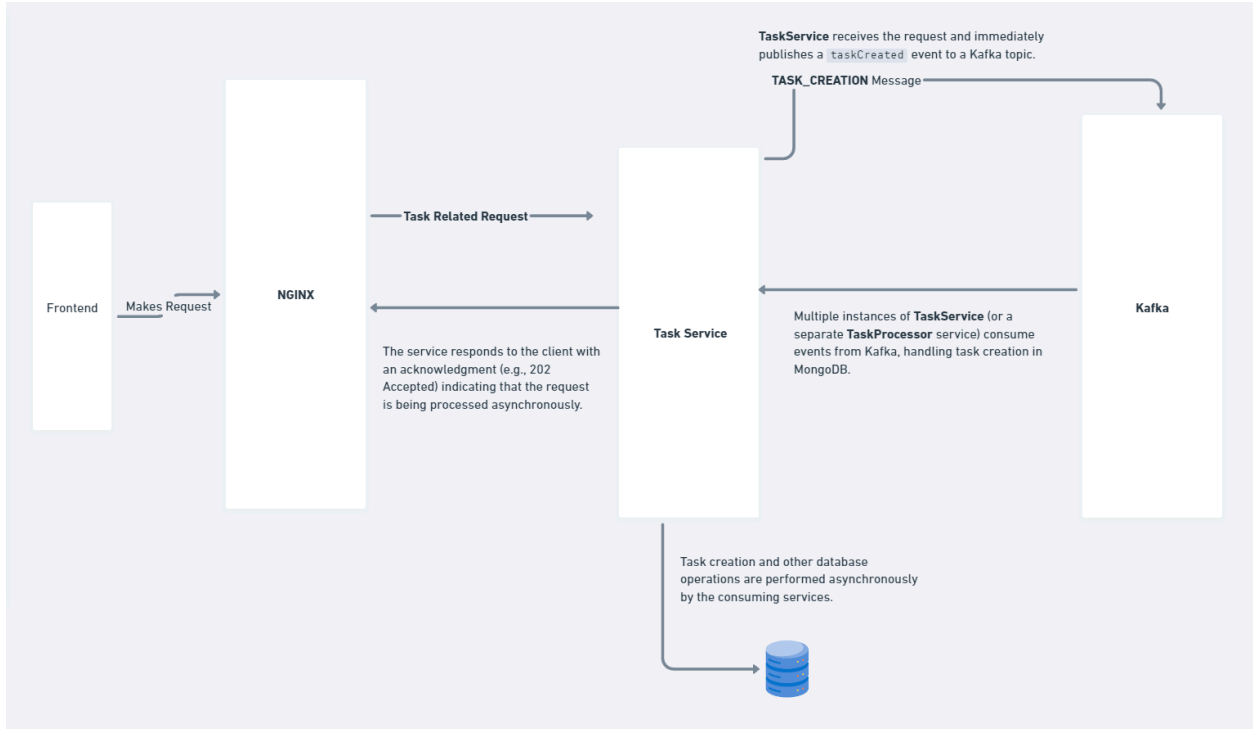 TaskService receives the request and immediately
publishes a taskCreated event to a Kafka topic.
TASK_CREATION Message
Task Related Request
Frontend
Makes Request
NGINX
Task Service
Kafka
The service responds to the client with
an acknowledgment (e.g., 202
Accepted) indicating that the request
is being processed asynchronously.
Multiple instances of TaskService (or a
separate TaskProcessor service) consume
events from Kafka, handling task creation in
MongoDB.
Task creation and other database
operations are performed asynchronously
by the consuming services.